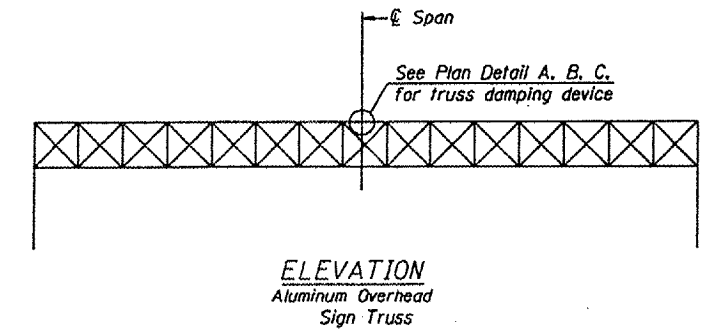 ℄ Span
See Plan Detail A, B, C,
for truss damping device
ELEVATION
Aluminum Overhead
Sign Truss